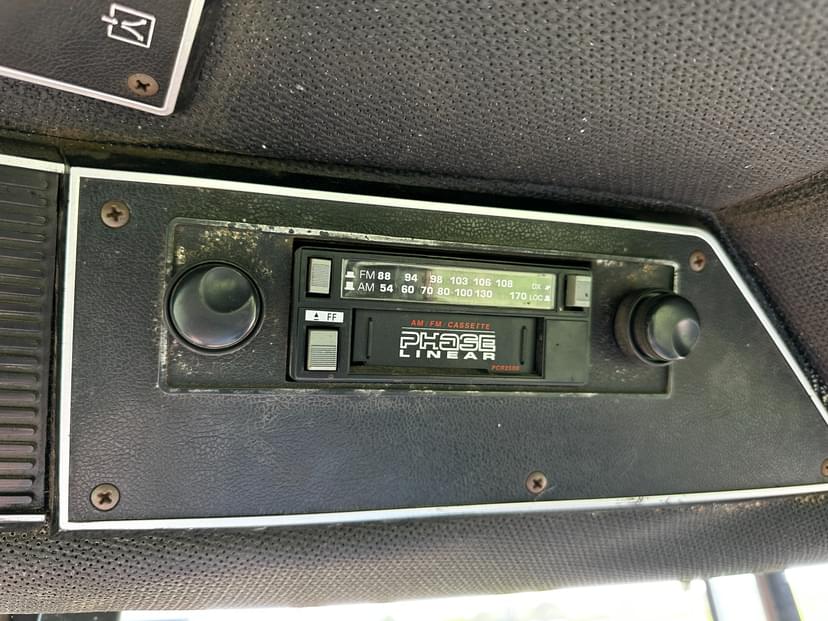 FM 88 94 98 103 106 108 DX
AM 54 60 70 80 100 130 170 LOC
▲ FF
AM/FM/CASSETTE
PHASE
LINEAR